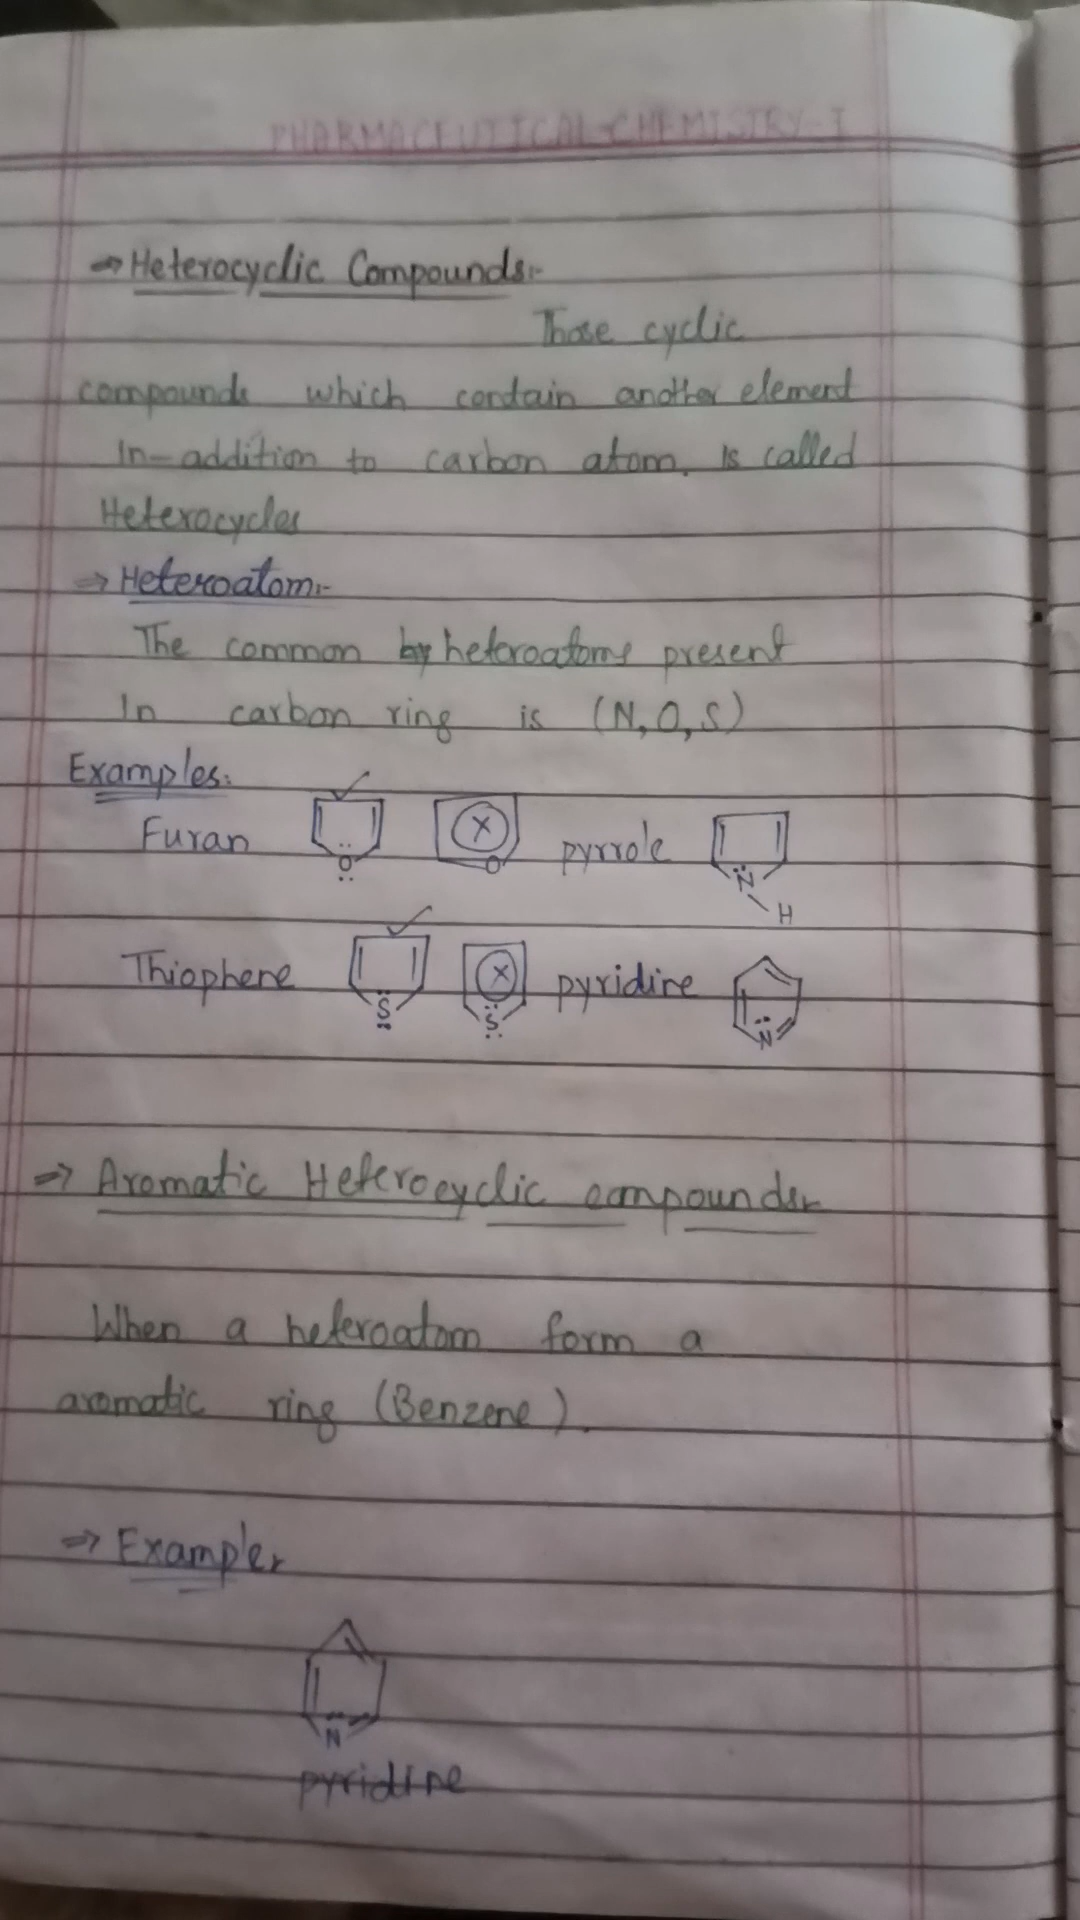 PHARMACEUTICAL CHEMISTRY-I
⇒ Heterocyclic Compounds:-
Those cyclic
compounds which contain another element
In-addition to carbon atom. Is called
Heterocycles
⇒ Heteroatom:-
The common by heteroatoms present
In carbon ring is (N, O, S)
Examples:
Furan O X O pyrrole N H
Thiophene S X S pyridine N
⇒ Aromatic Heterocyclic compounds:-
When a heteroatom form a
aromatic ring (Benzene).
⇒ Example:-
N
pyridine